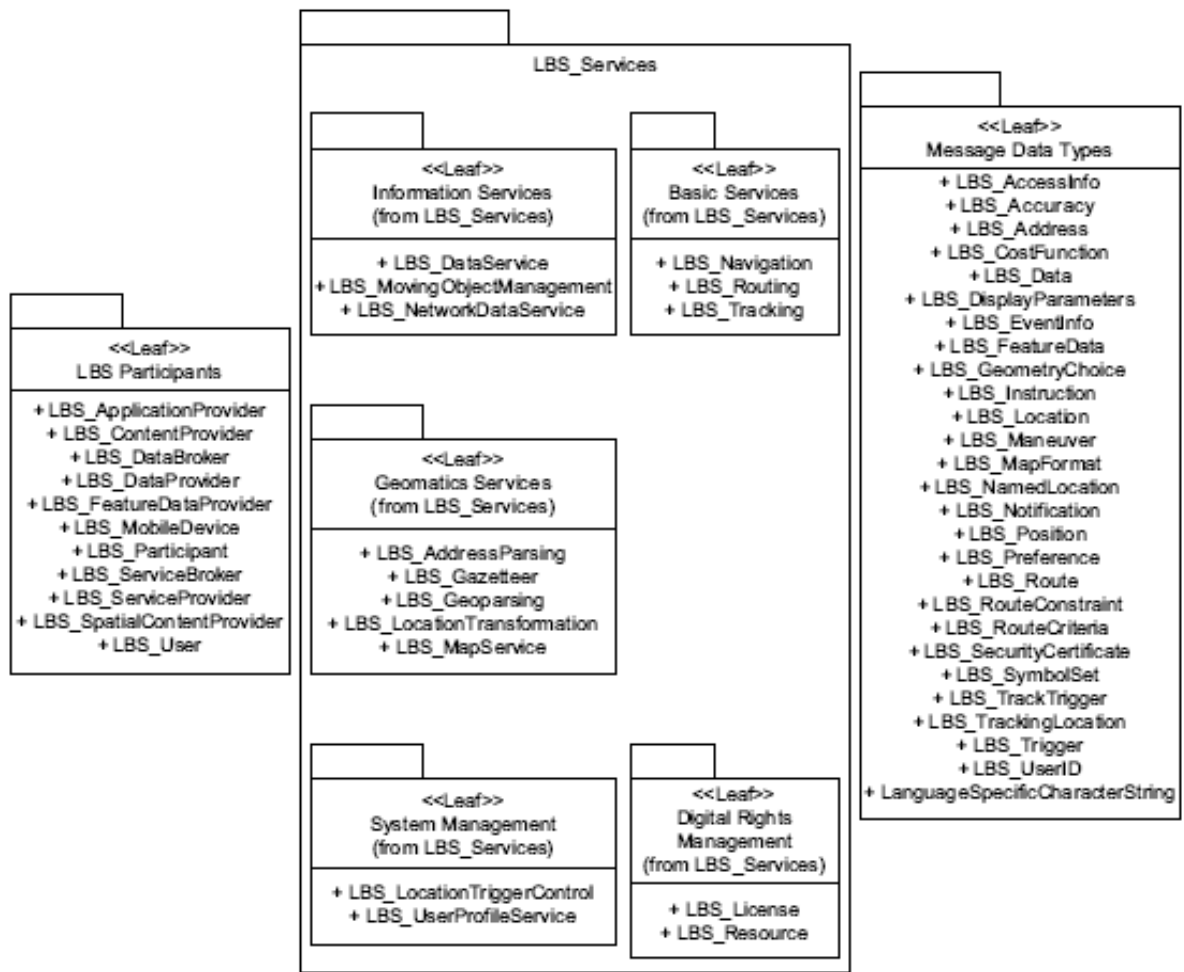 LBS_Services
<<Leaf>>
Information Services
(from LBS_Services)
+ LBS_DataService
+ LBS_MovingObjectManagement
+ LBS_NetworkDataService
<<Leaf>>
Basic Services
(from LBS_Services)
+ LBS_Navigation
+ LBS_Routing
+ LBS_Tracking
<<Leaf>>
LBS Participants
+ LBS_ApplicationProvider
+ LBS_ContentProvider
+ LBS_DataBroker
+ LBS_DataProvider
+ LBS_FeatureDataProvider
+ LBS_MobileDevice
+ LBS_Participant
+ LBS_ServiceBroker
+ LBS_ServiceProvider
+ LBS_SpatialContentProvider
+ LBS_User
<<Leaf>>
Geomatics Services
(from LBS_Services)
+ LBS_AddressParsing
+ LBS_Gazetteer
+ LBS_Geoparsing
+ LBS_LocationTransformation
+ LBS_MapService
<<Leaf>>
System Management
(from LBS_Services)
+ LBS_LocationTriggerControl
+ LBS_UserProfileService
<<Leaf>>
Digital Rights
Management
(from LBS_Services)
+ LBS_License
+ LBS_Resource
<<Leaf>>
Message Data Types
+ LBS_AccessInfo
+ LBS_Accuracy
+ LBS_Address
+ LBS_CostFunction
+ LBS_Data
+ LBS_DisplayParameters
+ LBS_EventInfo
+ LBS_FeatureData
+ LBS_GeometryChoice
+ LBS_Instruction
+ LBS_Location
+ LBS_Maneuver
+ LBS_MapFormat
+ LBS_NamedLocation
+ LBS_Notification
+ LBS_Position
+ LBS_Preference
+ LBS_Route
+ LBS_RouteConstraint
+ LBS_RouteCriteria
+ LBS_SecurityCertificate
+ LBS_SymbolSet
+ LBS_TrackTrigger
+ LBS_TrackingLocation
+ LBS_Trigger
+ LBS_UserID
+ LanguageSpecificCharacterString